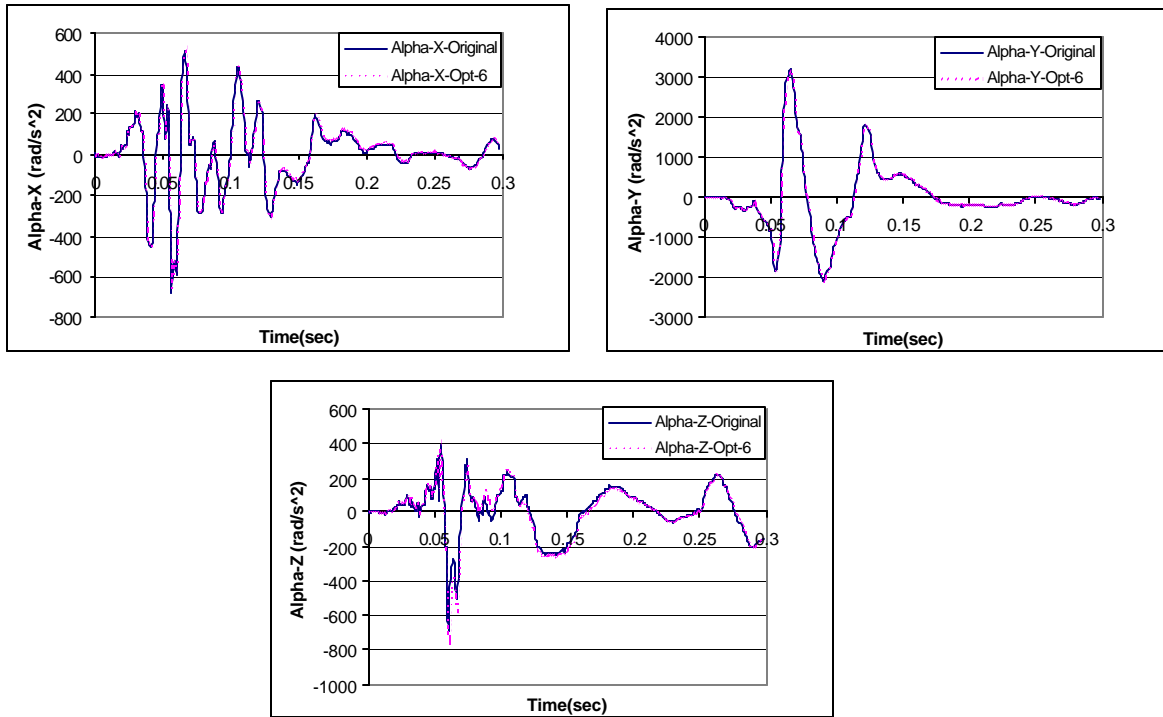 600
400
200
0
-200
-400
-600
-800
Alpha-X (rad/s^2)
0 0.05 0.1 0.15 0.2 0.25 0.3
Time(sec)
Alpha-X-Original
Alpha-X-Opt-6
4000
3000
2000
1000
0
-1000
-2000
-3000
Alpha-Y (rad/s^2)
0 0.05 0.1 0.15 0.2 0.25 0.3
Time(sec)
Alpha-Y-Original
Alpha-Y-Opt-6
600
400
200
0
-200
-400
-600
-800
-1000
Alpha-Z (rad/s^2)
0 0.05 0.1 0.15 0.2 0.25 0.3
Time(sec)
Alpha-Z-Original
Alpha-Z-Opt-6